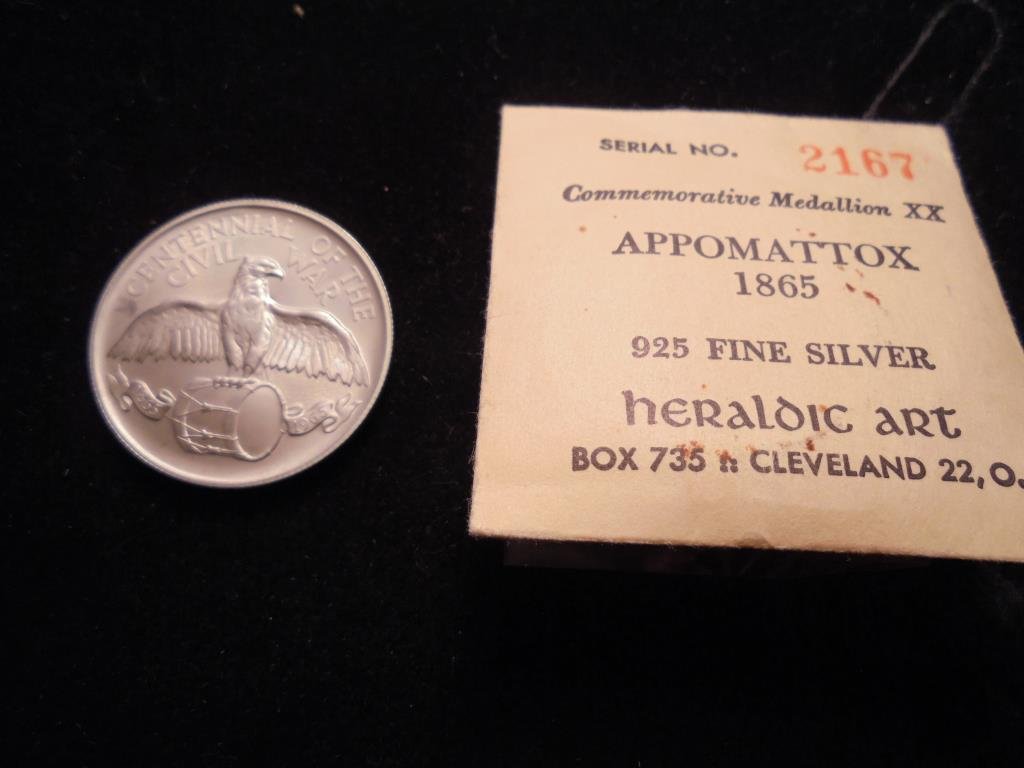 CENTENNIAL OF THE
CIVIL WAR
1865
SERIAL NO. 2167
Commemorative Medallion XX
APPOMATTOX
1865
925 FINE SILVER
HERALDIC ART
BOX 735 :: CLEVELAND 22, O.